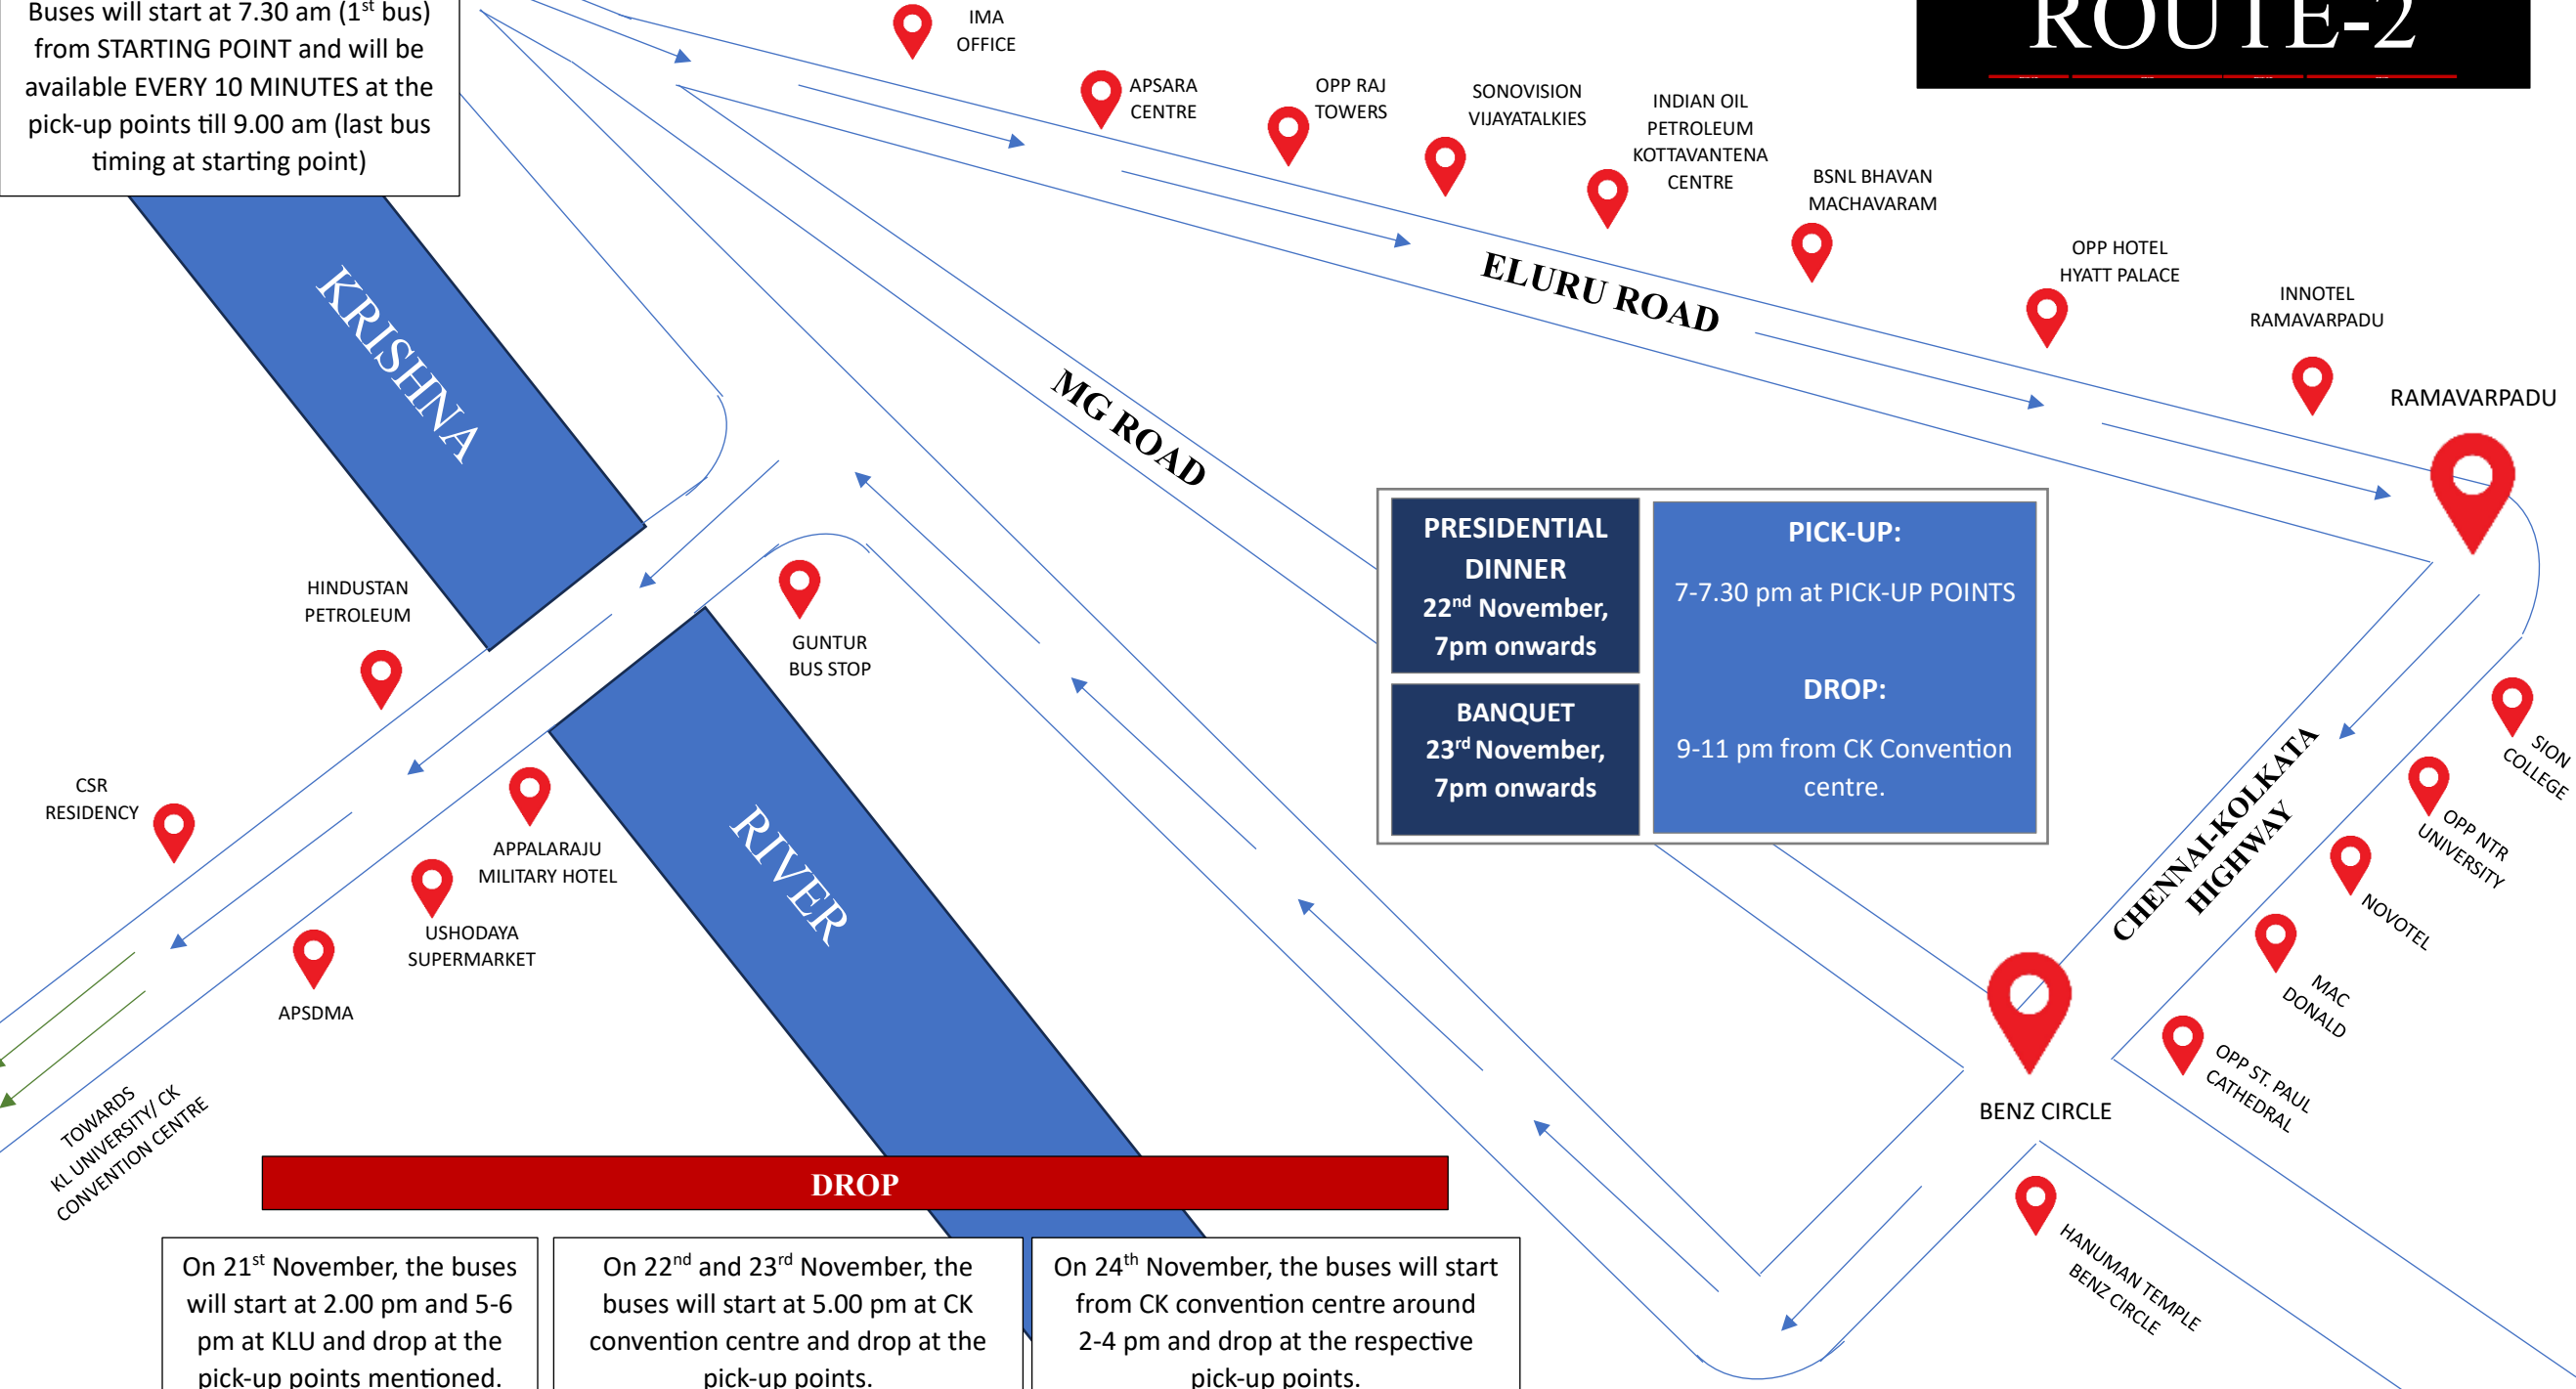 Buses will start at 7.30 am (1st bus)
from STARTING POINT and will be
available EVERY 10 MINUTES at the
pick-up points till 9.00 am (last bus
timing at starting point)
ROUTE-2
IMA
OFFICE
APSARA
CENTRE
OPP RAJ
TOWERS
SONOVISION
VIJAYATALKIES
INDIAN OIL
PETROLEUM
KOTTAVANTENA
CENTRE
BSNL BHAVAN
MACHAVARAM
OPP HOTEL
HYATT PALACE
INNOTEL
RAMAVARPADU
RAMAVARPADU
ELURU ROAD
MG ROAD
KRISHNA
RIVER
HINDUSTAN
PETROLEUM
GUNTUR
BUS STOP
CSR
RESIDENCY
APPALARAJU
MILITARY HOTEL
USHODAYA
SUPERMARKET
APSDMA
TOWARDS
KL UNIVERSITY/ CK
CONVENTION CENTRE
PRESIDENTIAL
DINNER
22nd November,
7pm onwards
BANQUET
23rd November,
7pm onwards
PICK-UP:
7-7.30 pm at PICK-UP POINTS
DROP:
9-11 pm from CK Convention
centre.
CHENNAI-KOLKATA
HIGHWAY
SION
COLLEGE
OPP NTR
UNIVERSITY
NOVOTEL
MAC
DONALD
OPP ST. PAUL
CATHEDRAL
BENZ CIRCLE
HANUMAN TEMPLE
BENZ CIRCLE
DROP
On 21st November, the buses
will start at 2.00 pm and 5-6
pm at KLU and drop at the
pick-up points mentioned.
On 22nd and 23rd November, the
buses will start at 5.00 pm at CK
convention centre and drop at the
pick-up points.
On 24th November, the buses will start
from CK convention centre around
2-4 pm and drop at the respective
pick-up points.